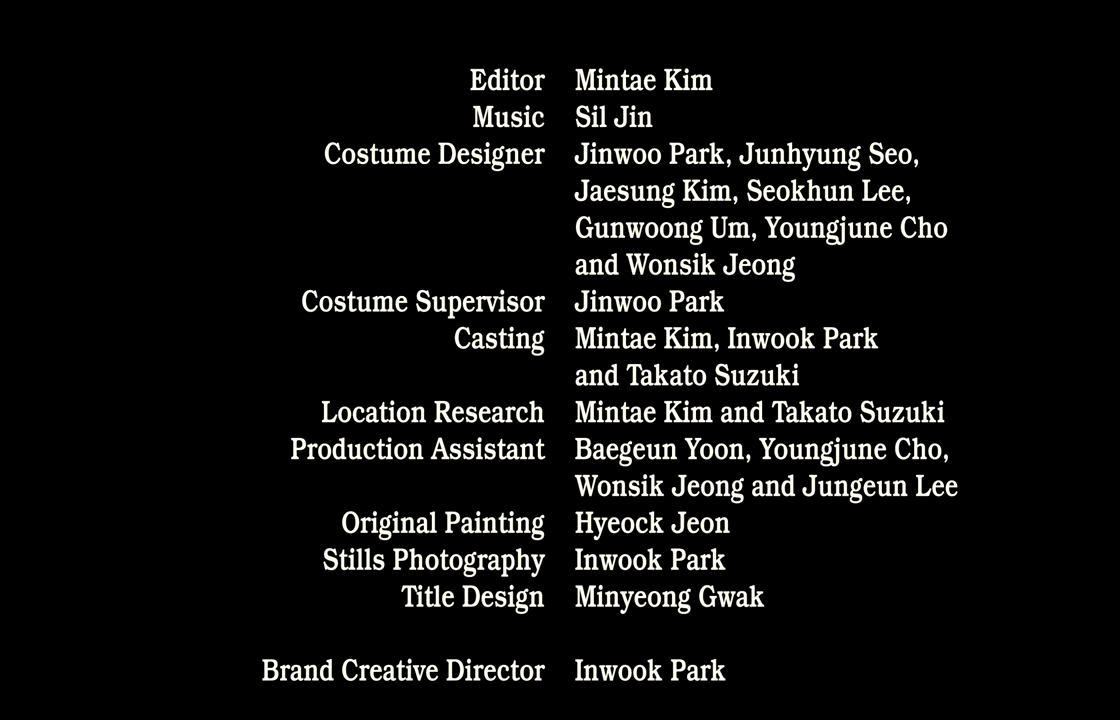 Editor Mintae Kim
Music Sil Jin
Costume Designer Jinwoo Park, Junhyung Seo,
Jaesung Kim, Seokhun Lee,
Gunwoong Um, Youngjune Cho
and Wonsik Jeong
Costume Supervisor Jinwoo Park
Casting Mintae Kim, Inwook Park
and Takato Suzuki
Location Research Mintae Kim and Takato Suzuki
Production Assistant Baegeun Yoon, Youngjune Cho,
Wonsik Jeong and Jungeun Lee
Original Painting Hyeock Jeon
Stills Photography Inwook Park
Title Design Minyeong Gwak
Brand Creative Director Inwook Park